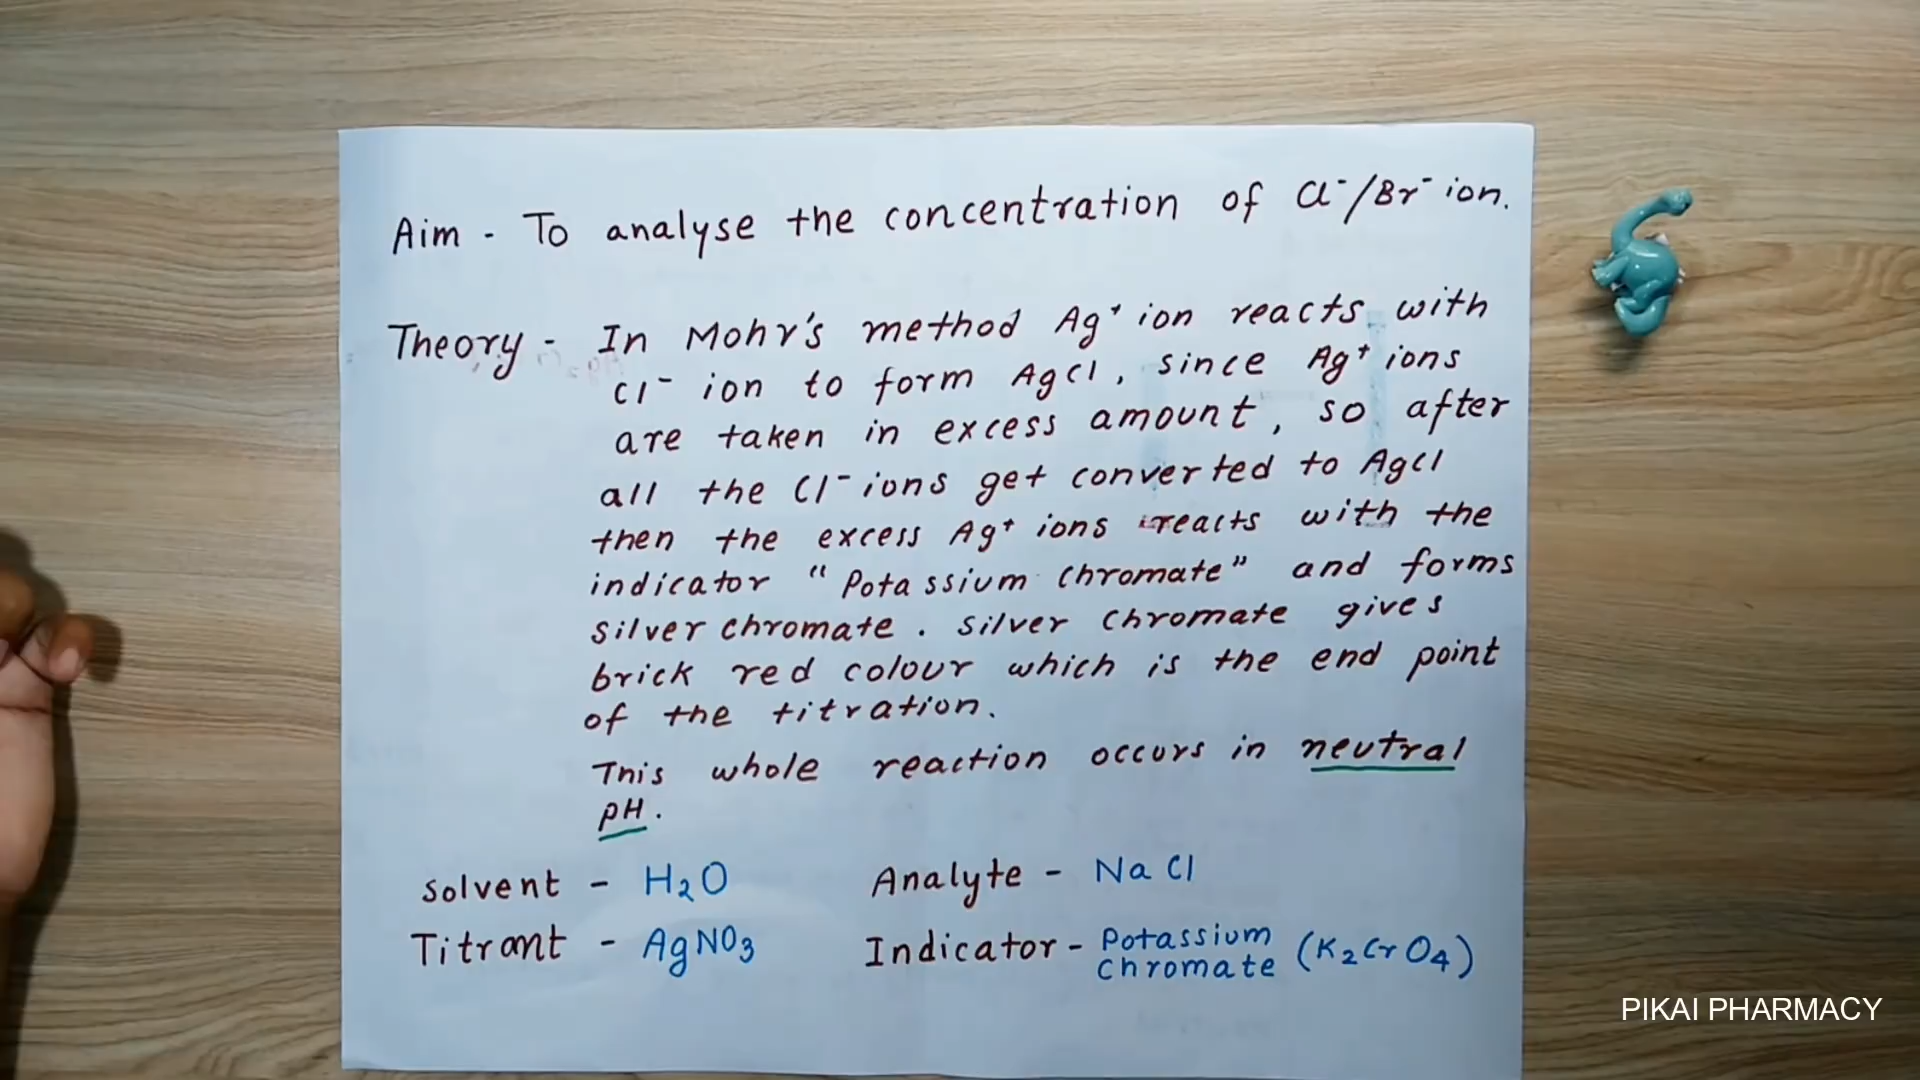 Aim - To analyse the concentration of Cl⁻/Br⁻ ion.
Theory - In Mohr's method Ag⁺ ion reacts with
Cl⁻ ion to form AgCl, since Ag⁺ ions
are taken in excess amount, so after
all the Cl⁻ ions get converted to AgCl
then the excess Ag⁺ ions reacts with the
indicator "Potassium chromate" and forms
silver chromate. silver chromate gives
brick red colour which is the end point
of the titration.
This whole reaction occurs in neutral
pH.
Solvent - H₂O
Analyte - NaCl
Titrant - AgNO₃
Indicator - Potassium chromate (K₂CrO₄)
PIKAI PHARMACY